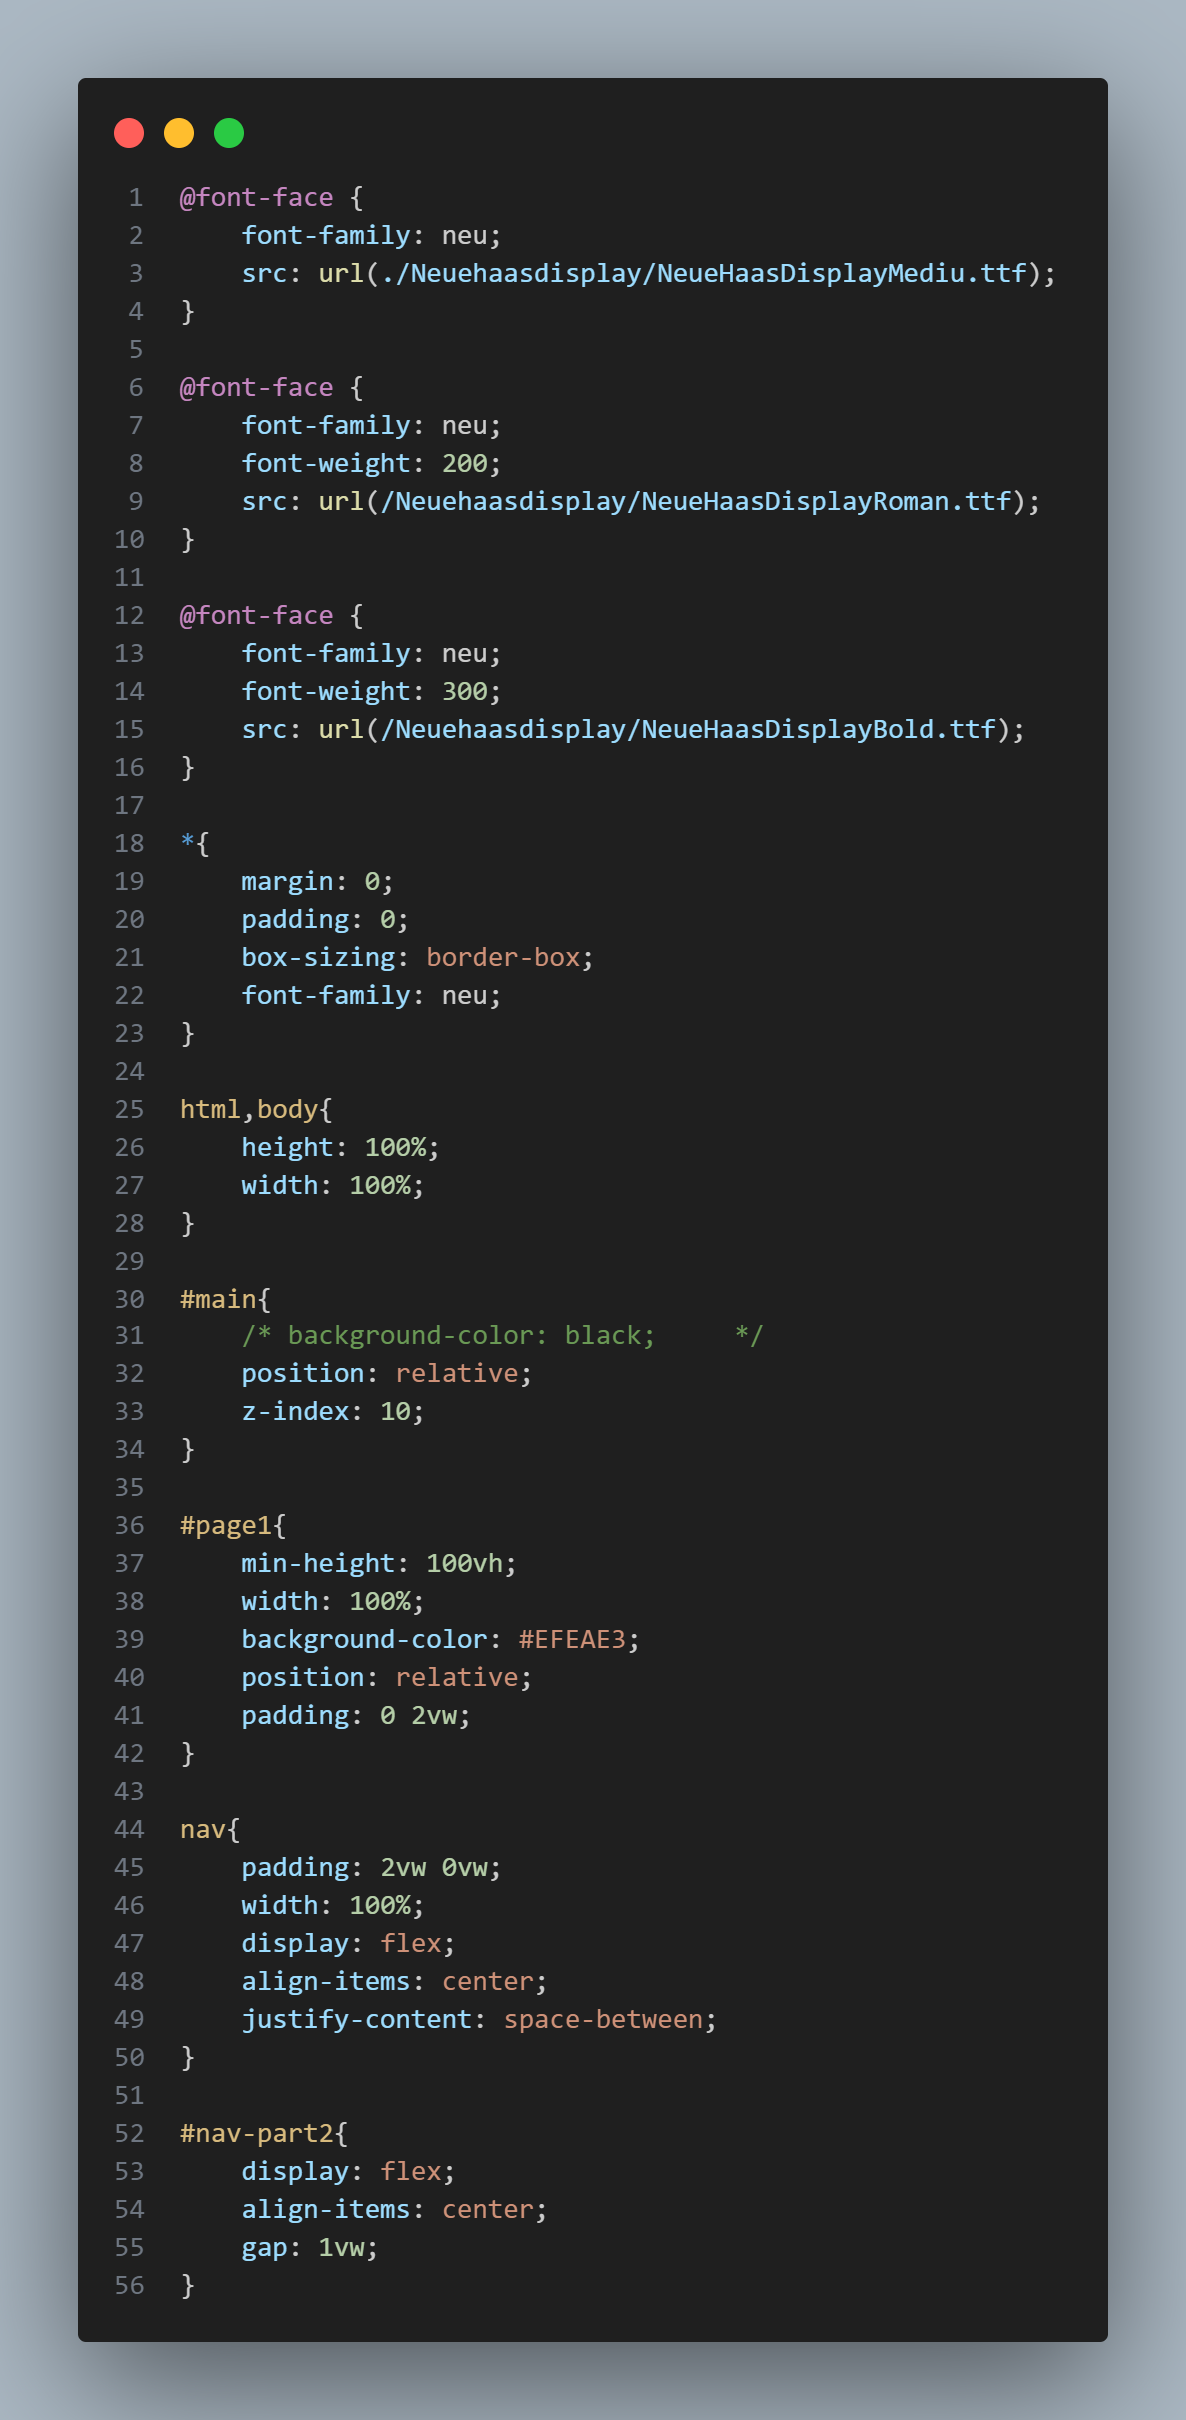 1 @font-face {
2     font-family: neu;
3     src: url(./Neuehaasdisplay/NeueHaasDisplayMediu.ttf);
4 }
5
6 @font-face {
7     font-family: neu;
8     font-weight: 200;
9     src: url(/Neuehaasdisplay/NeueHaasDisplayRoman.ttf);
10 }
11
12 @font-face {
13     font-family: neu;
14     font-weight: 300;
15     src: url(/Neuehaasdisplay/NeueHaasDisplayBold.ttf);
16 }
17
18 *{
19     margin: 0;
20     padding: 0;
21     box-sizing: border-box;
22     font-family: neu;
23 }
24
25 html,body{
26     height: 100%;
27     width: 100%;
28 }
29
30 #main{
31     /* background-color: black;     */
32     position: relative;
33     z-index: 10;
34 }
35
36 #page1{
37     min-height: 100vh;
38     width: 100%;
39     background-color: #EFEAE3;
40     position: relative;
41     padding: 0 2vw;
42 }
43
44 nav{
45     padding: 2vw 0vw;
46     width: 100%;
47     display: flex;
48     align-items: center;
49     justify-content: space-between;
50 }
51
52 #nav-part2{
53     display: flex;
54     align-items: center;
55     gap: 1vw;
56 }